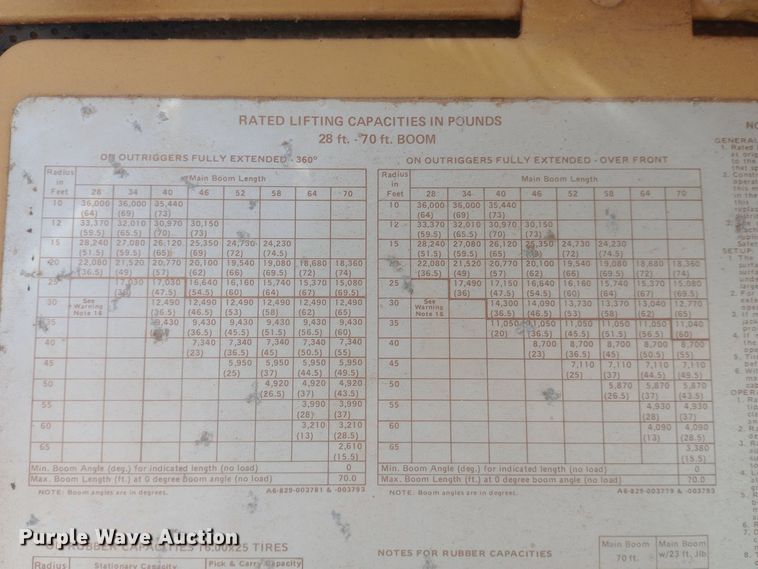 RATED LIFTING CAPACITIES IN POUNDS
28 ft. - 70 ft. BOOM
ON OUTRIGGERS FULLY EXTENDED - 360°
Radius in Feet
Main Boom Length
28 34 40 46 52 58 64 70
10 36,000 36,000 35,440
(64) (69) (73)
12 33,370 32,010 30,970 30,150
(59.5) (65.5) (70) (73)
15 28,240 27,080 26,120 25,350 24,730 24,230
(51.5) (59.5) (65) (69) (72) (74.5)
20 22,080 21,520 20,770 20,100 19,540 19,080 18,680 18,360
(36.5) (49) (57) (62) (66) (69.5) (72) (74)
25 17,030 17,030 16,640 16,160 15,740 15,370 15,080
(47.5) (54.5) (60) (64) (67) (69.5)
30 See Warning Note 16 12,490 12,490 12,490 12,490 12,490 12,490
(36.5) (46.5) (53) (58) (62) (65)
35 9,430 9,430 9,430 9,430 9,430 9,430
(36.5) (45.5) (51.5) (56.5) (60)
40 7,340 7,340 7,340 7,340 7,340
(23) (36.5) (45) (50.5) (55)
45 5,950 5,950 5,950 5,950
(25) (37) (44.5) (49.5)
50 4,920 4,920 4,920
(26.5) (37) (43.5)
55 3,990 3,990
(28) (37)
60 3,210 3,210
(13) (28.5)
65 2,610
(15.5)
Min. Boom Angle (deg.) for indicated length (no load) 0
Max. Boom Length (ft.) at 0 degree boom angle (no load) 70.0
NOTE: Boom angles are in degrees. A6-829-003781 & -003793
ON OUTRIGGERS FULLY EXTENDED - OVER FRONT
Radius in Feet
Main Boom Length
28 34 40 46 52 58 64 70
10 36,000 36,000 35,440
(64) (69) (73)
12 33,370 32,010 30,970 30,150
(59.5) (65.5) (70) (73)
15 28,240 27,080 26,120 25,350 24,730 24,230
(51.5) (59.5) (65) (72) (74.5)
20 22,080 21,520 20,770 20,100 19,540 19,080 18,680 18,360
(36.5) (49) (57) (62) (66) (69.5) (72) (74)
25 17,490 17,150 16,640 16,160 15,740 15,370 15,080
(36) (47.5) (54.5) (60) (64) (67) (69.5)
30 See Warning Note 16 14,300 14,090 13,730 13,370 13,040 12,770
(36.5) (46.5) (53) (58) (62) (65)
35 11,050 11,050 11,050 11,050 11,050 11,040
(20) (36.5) (45.5) (51.5) (56.5) (60)
40 8,700 8,700 8,700 8,700 8,700
(23) (36.5) (45) (50.5) (55)
45 7,110 7,110 7,110 7,110
(25) (37) (44.5) (49.5)
50 5,870 5,870 5,870
(26.5) (37) (43.5)
55 4,930 4,930
(28) (37)
60 4,090 4,090
(13) (28.5)
65 3,380
(15.5)
Min. Boom Angle (deg.) for indicated length (no load) 0
Max. Boom Length (ft.) at 0 degree boom angle (no load) 70.0
NOTE: Boom angles are in degrees. A6-829-003779 & -003793
Purple Wave Auction
RUBBER CAPACITIES 16.00x25 TIRES
Radius Stationary Capacity Pick & Carry Capacity
NOTES FOR RUBBER CAPACITIES
Main Boom 70 ft. Main Boom w/23 ft. Jib